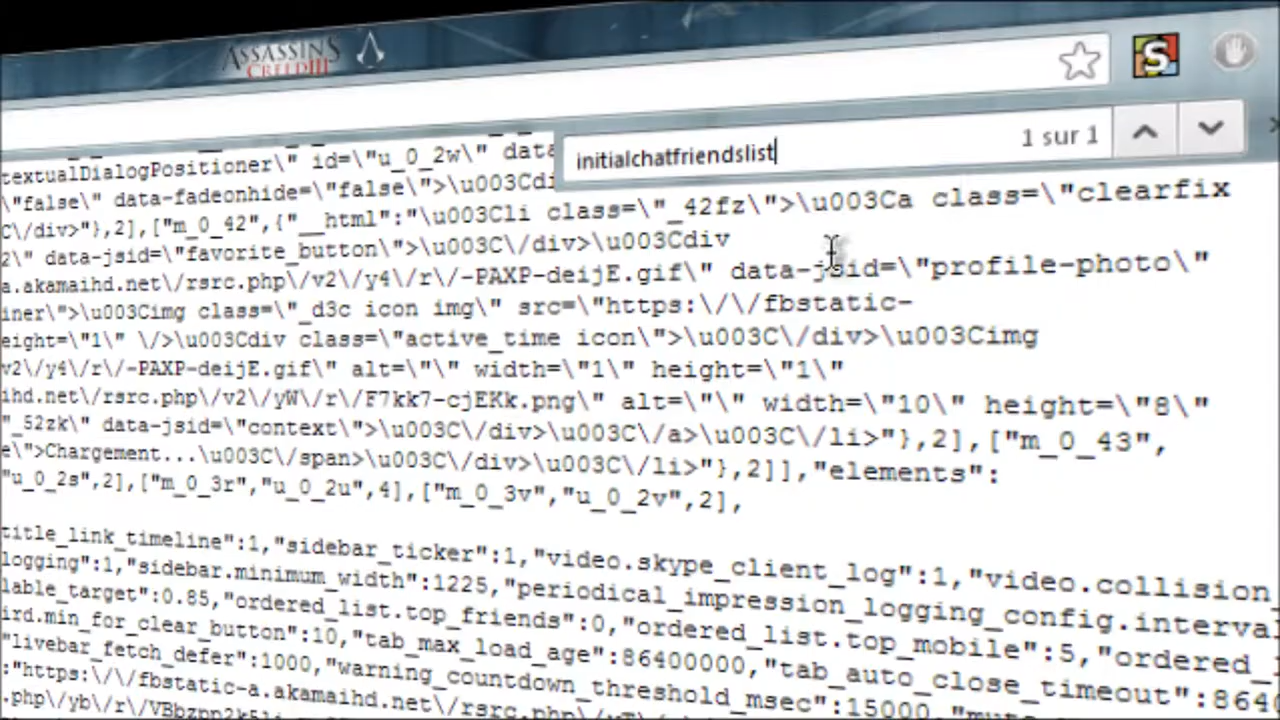 ASSASSIN'S
CREED III
initialchatfriendslist
1 sur 1
textualDialogPositioner\" id=\"u_0_2w\" data
\"false\" data-fadeonhide=\"false\">\u003Cdi
C\/div>"},2],["m_0_42",{"__html":"\u003Cli class=\"_42fz\">\u003Ca class=\"clearfix
2\" data-jsid=\"favorite_button\">\u003C\/div>\u003Cdiv
a.akamaihd.net\/rsrc.php\/v2\/y4\/r\/-PAXP-deijE.gif\" data-jsid=\"profile-photo\"
iner\">\u003Cimg class=\"_d3c icon img\" src=\"https:\/\/fbstatic-
eight=\"1\" \/>\u003Cdiv class=\"active_time icon\">\u003C\/div>\u003Cimg
v2\/y4\/r\/-PAXP-deijE.gif\" alt=\"\" width=\"1\" height=\"1\"
ihd.net\/rsrc.php\/v2\/yW\/r\/F7kk7-cjEKk.png\" alt=\"\" width=\"10\" height=\"8\"
"_52zk\" data-jsid=\"context\">\u003C\/div>\u003C\/a>\u003C\/li>"},2],["m_0_43",
e\">Chargement...\u003C\/span>\u003C\/div>\u003C\/li>"},2]],"elements":
"u_0_2s",2],["m_0_3r","u_0_2u",4],["m_0_3v","u_0_2v",2],
title_link_timeline":1,"sidebar_ticker":1,"video.skype_client_log":1,"video.collision_
logging":1,"sidebar.minimum_width":1225,"periodical_impression_logging_config.interval
lable_target":0.85,"ordered_list.top_friends":0,"ordered_list.top_mobile":5,"ordered_
ird.min_for_clear_button":10,"tab_max_load_age":86400000,"tab_auto_close_timeout":8640
"livebar_fetch_defer":1000,"warning_countdown_threshold_msec":15000,
:"https:\/\/fbstatic-a.akamaihd.net\/rsrc.php\/